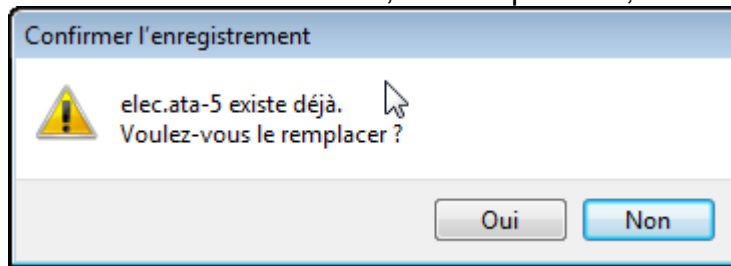 Confirmer l'enregistrement
elec.ata-5 existe déjà.
Voulez-vous le remplacer ?
Oui
Non